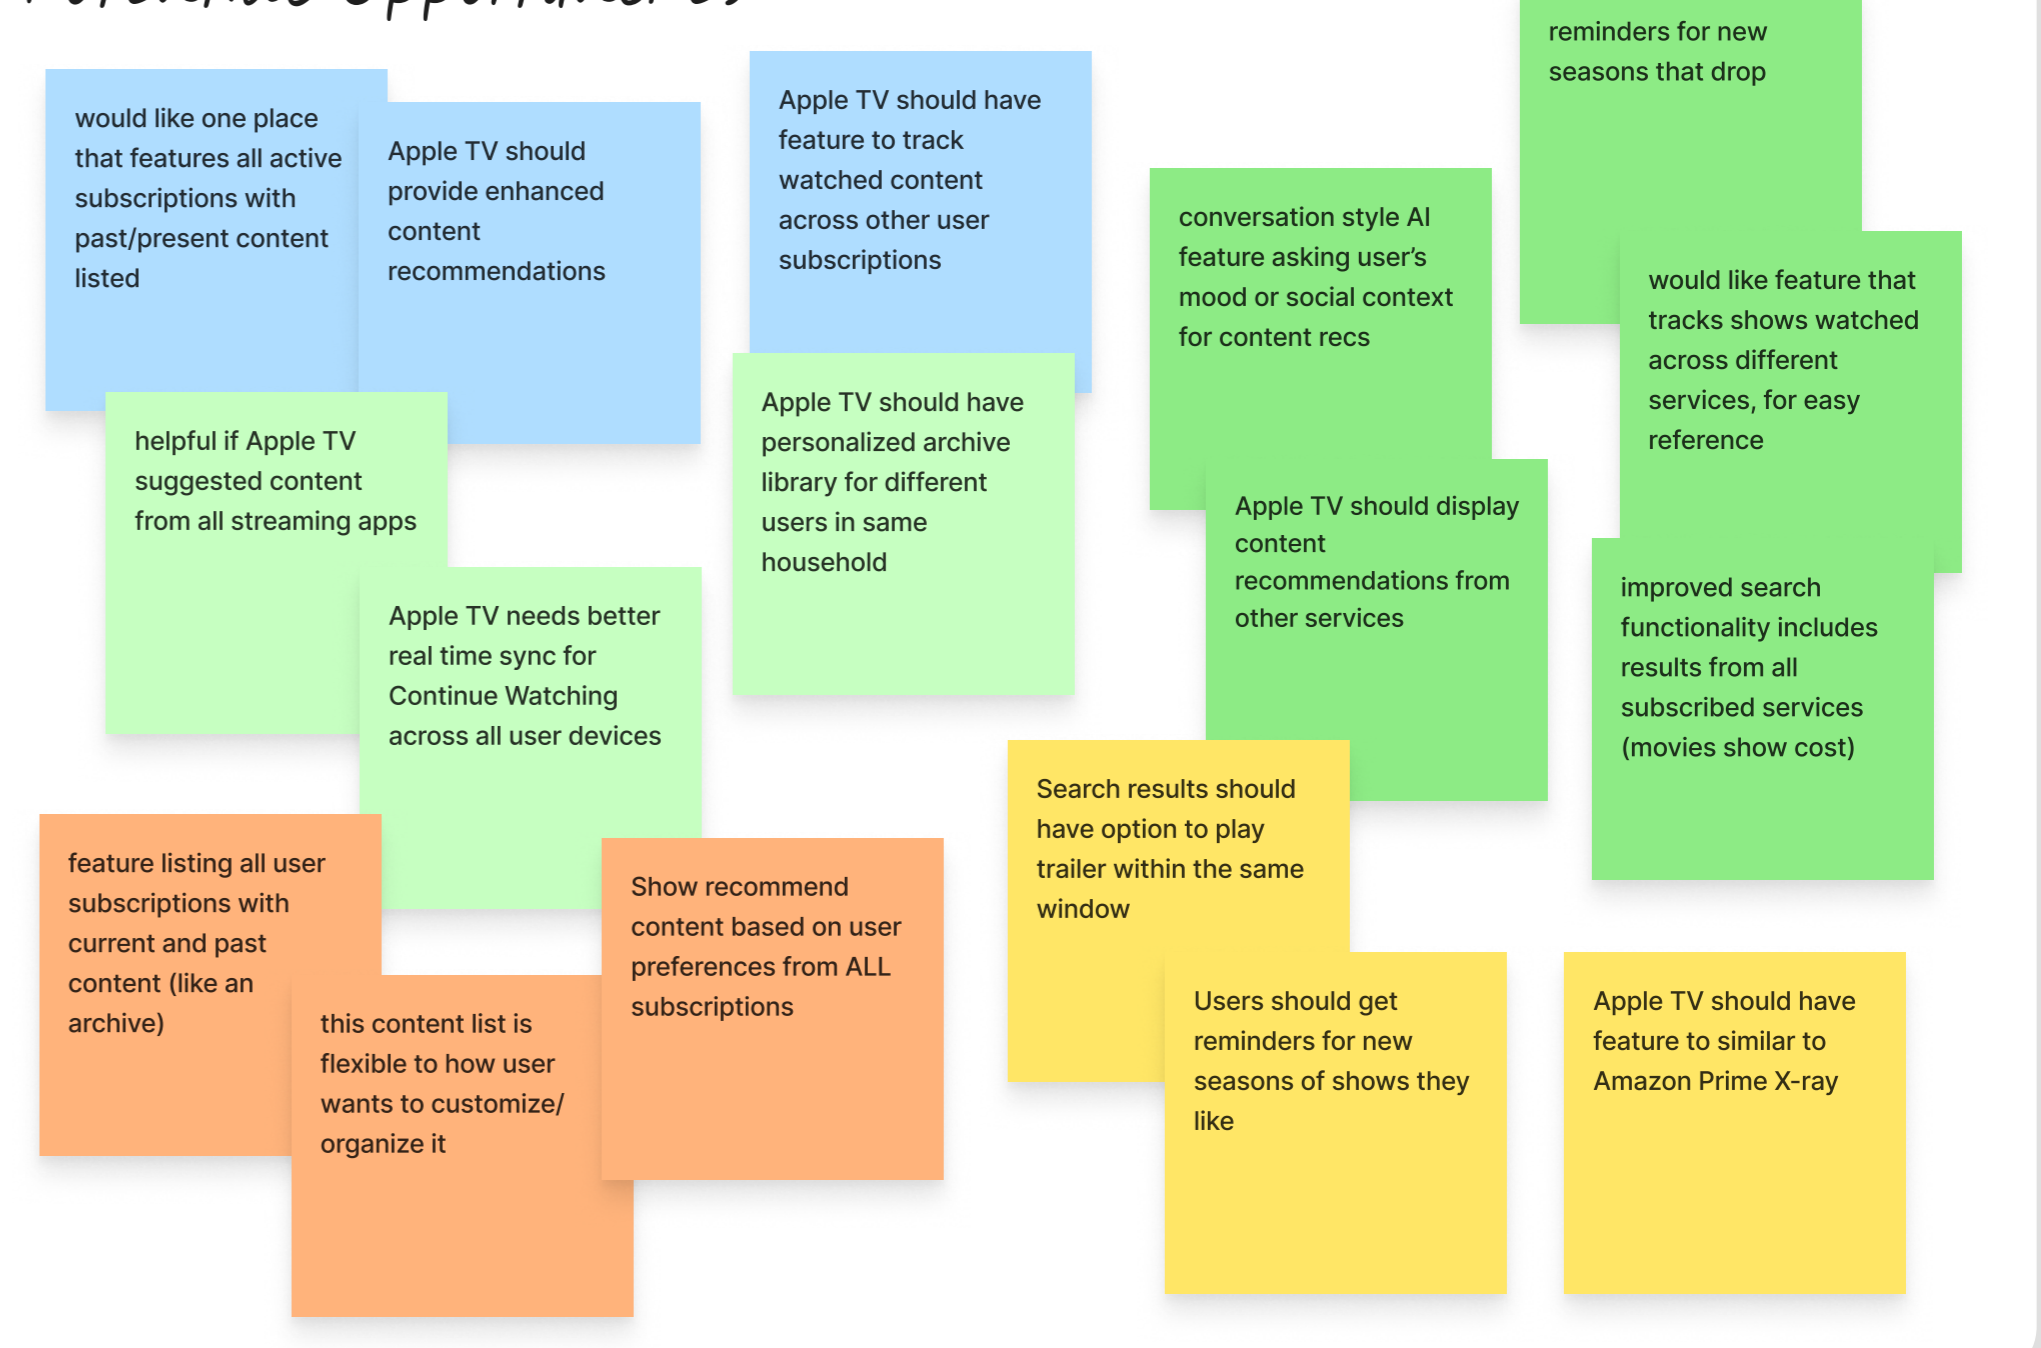 Potential Opportunities
would like one place
that features all active
subscriptions with
past/present content
listed
Apple TV should
provide enhanced
content
recommendations
Apple TV should have
feature to track
watched content
across other user
subscriptions
helpful if Apple TV
suggested content
from all streaming apps
Apple TV needs better
real time sync for
Continue Watching
across all user devices
Apple TV should have
personalized archive
library for different
users in same
household
reminders for new
seasons that drop
conversation style AI
feature asking user’s
mood or social context
for content recs
would like feature that
tracks shows watched
across different
services, for easy
reference
Apple TV should display
content
recommendations from
other services
improved search
functionality includes
results from all
subscribed services
(movies show cost)
feature listing all user
subscriptions with
current and past
content (like an
archive)
this content list is
flexible to how user
wants to customize/
organize it
Show recommend
content based on user
preferences from ALL
subscriptions
Search results should
have option to play
trailer within the same
window
Users should get
reminders for new
seasons of shows they
like
Apple TV should have
feature to similar to
Amazon Prime X-ray